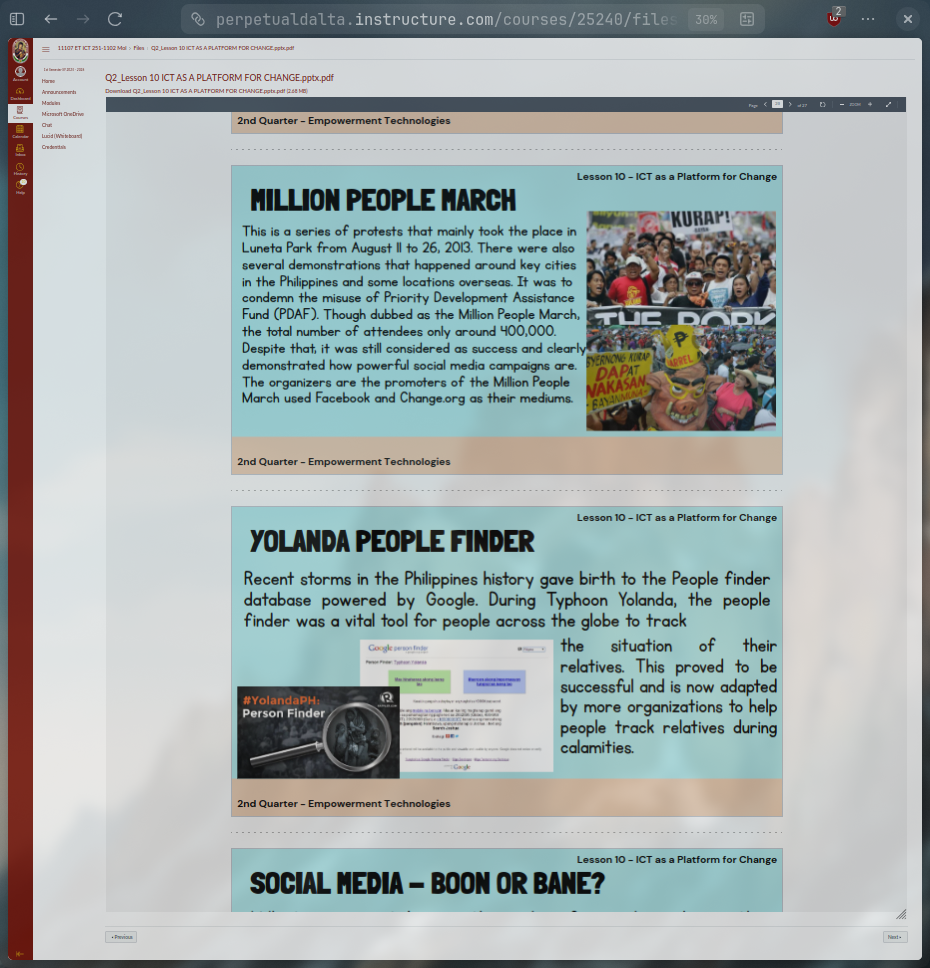 perpetualdalta.instructure.com/courses/25240/files
30%
2
11107 ET ICT 251-1102 Mol › Files › Q2_Lesson 10 ICT AS A PLATFORM FOR CHANGE.pptx.pdf
Account
Dashboard
Courses
Calendar
Inbox
History
Help
Home
Announcements
Modules
Microsoft OneDrive
Chat
Lucid (Whiteboard)
Credentials
Q2_Lesson 10 ICT AS A PLATFORM FOR CHANGE.pptx.pdf
Download Q2_Lesson 10 ICT AS A PLATFORM FOR CHANGE.pptx.pdf (2.68 MB)
Page
ZOOM
2nd Quarter – Empowerment Technologies
Lesson 10 – ICT as a Platform for Change
MILLION PEOPLE MARCH
This is a series of protests that mainly took the place in
Luneta Park from August 11 to 26, 2013. There were also
several demonstrations that happened around key cities
in the Philippines and some locations overseas. It was to
condemn the misuse of Priority Development Assistance
Fund (PDAF). Though dubbed as the Million People March,
the total number of attendees only around 400,000.
Despite that, it was still considered as success and clearly
demonstrated how powerful social media campaigns are.
The organizers are the promoters of the Million People
March used Facebook and Change.org as their mediums.
KURAP!
THE PORK
BARREL
GYERNONG KURAP
DAPAT
WAKASAN
BAYAN MUNA
2nd Quarter – Empowerment Technologies
Lesson 10 – ICT as a Platform for Change
YOLANDA PEOPLE FINDER
Recent storms in the Philippines history gave birth to the People finder
database powered by Google. During Typhoon Yolanda, the people
finder was a vital tool for people across the globe to track
the situation of their
relatives. This proved to be
successful and is now adapted
by more organizations to help
people track relatives during
calamities.
Google person finder
Person Finder: Typhoon Yolanda
#YolandaPH:
Person Finder
Google
2nd Quarter – Empowerment Technologies
Lesson 10 – ICT as a Platform for Change
SOCIAL MEDIA – BOON OR BANE?
Previous
Next